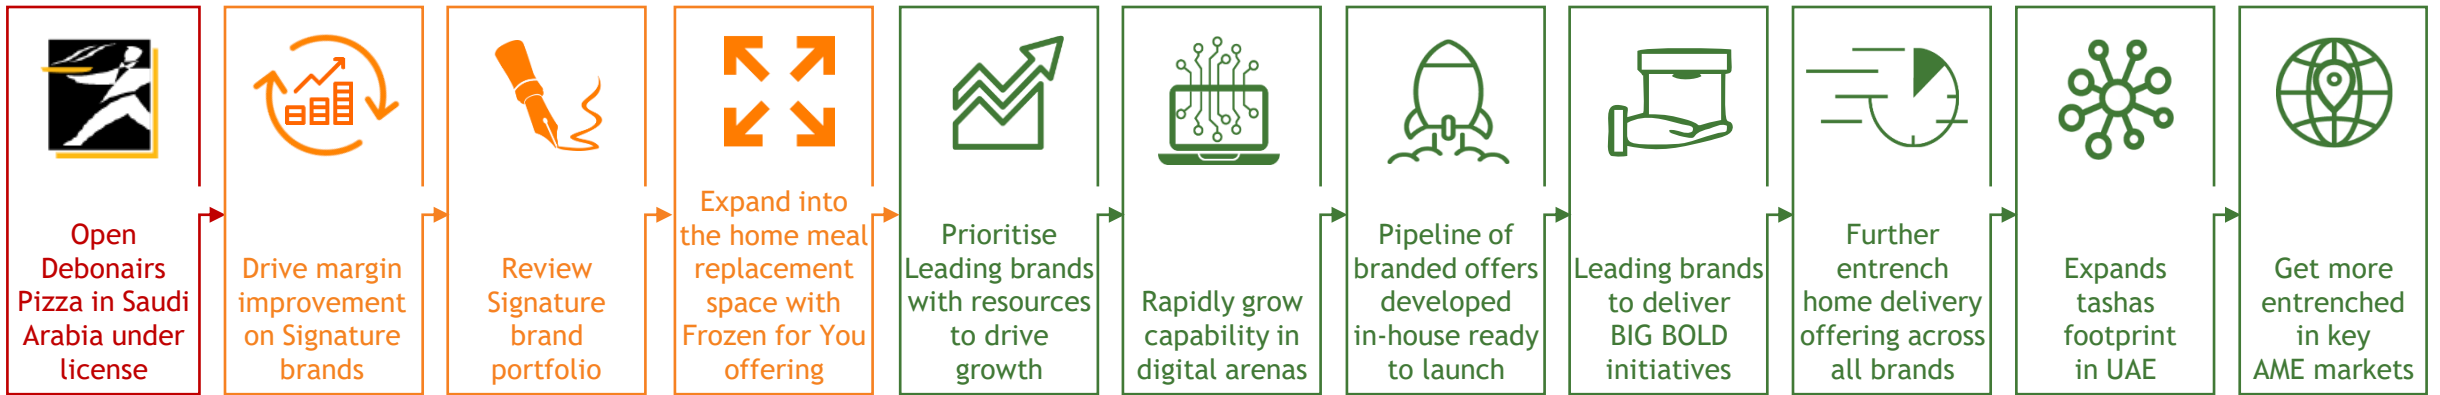 Open
Debonairs
Pizza in Saudi
Arabia under
license
Drive margin
improvement
on Signature
brands
Review
Signature
brand
portfolio
Expand into
the home meal
replacement
space with
Frozen for You
offering
Prioritise
Leading brands
with resources
to drive
growth
Rapidly grow
capability in
digital arenas
Pipeline of
branded offers
developed
in-house ready
to launch
Leading brands
to deliver
BIG BOLD
initiatives
Further
entrench
home delivery
offering across
all brands
Expands
tashas
footprint
in UAE
Get more
entrenched
in key
AME markets